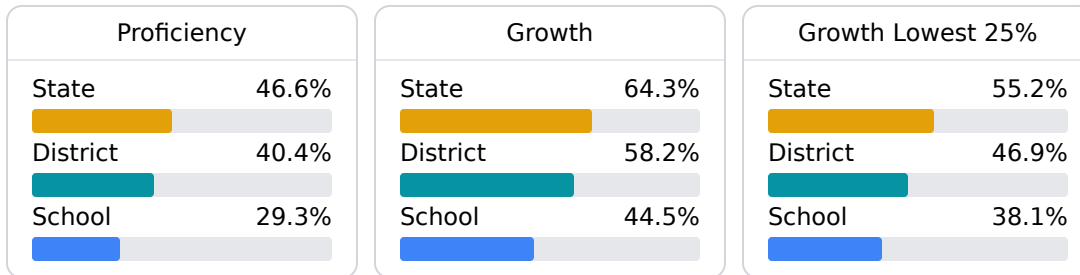 Proficiency
State 46.6%
District 40.4%
School 29.3%
Growth
State 64.3%
District 58.2%
School 44.5%
Growth Lowest 25%
State 55.2%
District 46.9%
School 38.1%